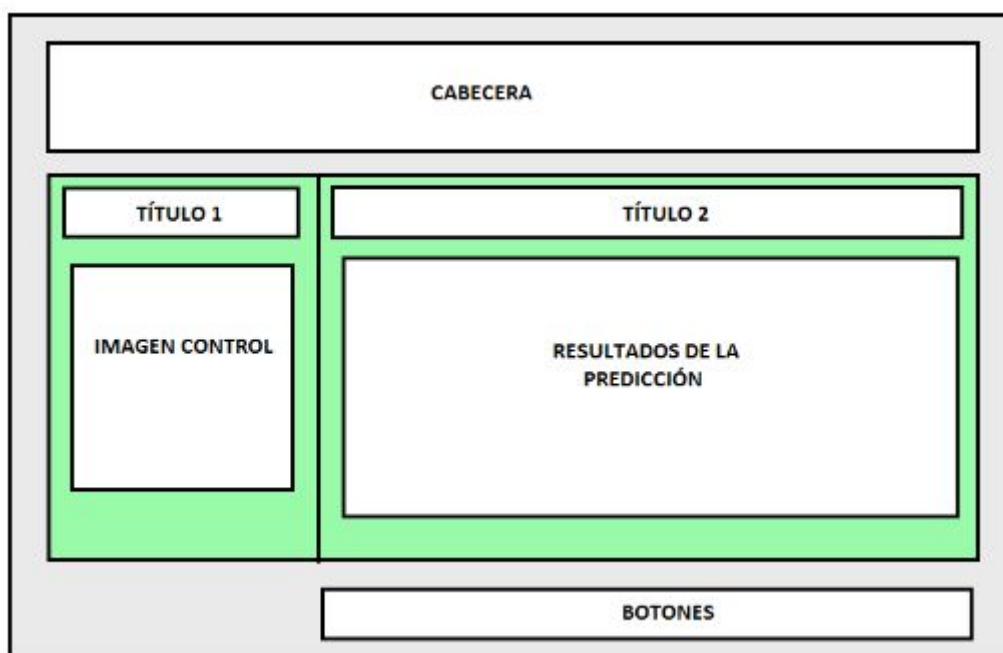 CABECERA
TÍTULO 1
TÍTULO 2
IMAGEN CONTROL
RESULTADOS DE LA
PREDICCIÓN
BOTONES